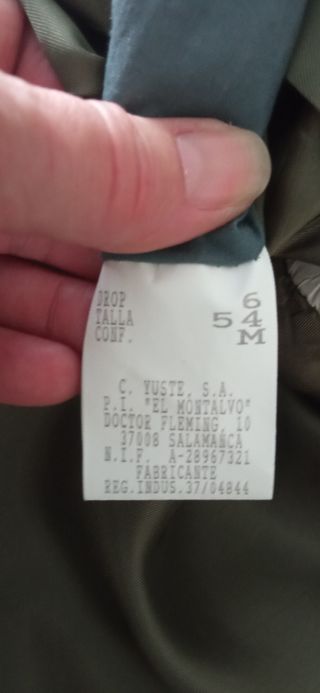 DROP 6
TALLA 54
CONF. M
C. YUSTE, S.A.
P.I. "EL MONTALVO"
DOCTOR FLEMING, 10
37008 SALAMANCA
N.I.F. A-28967321
FABRICANTE
REG.INDUS.37/04844